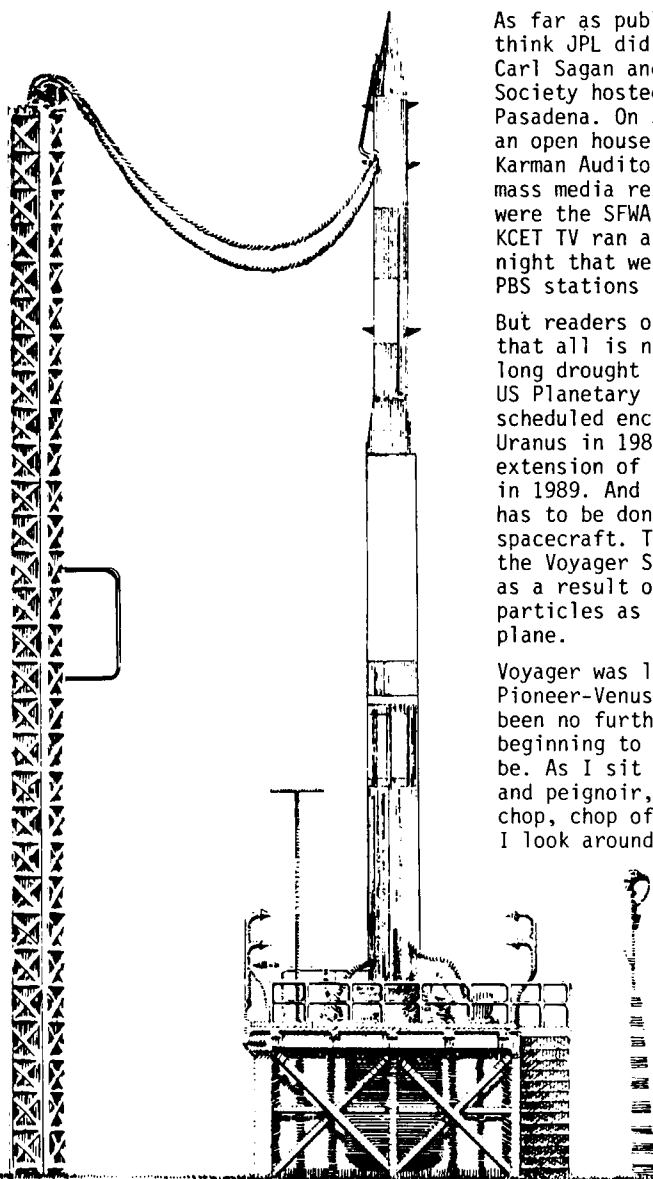 As far as publ
think JPL did
Carl Sagan and
Society hosted
Pasadena. On
an open house
Karman Audito
mass media re
were the SFWA
KCET TV ran a
night that we
PBS stations
But readers o
that all is n
long drought
US Planetary
scheduled enc
Uranus in 198
extension of
in 1989. And
has to be don
spacecraft. T
the Voyager S
as a result o
particles as
plane.
Voyager was l
Pioneer-Venus
been no furth
beginning to
be. As I sit
and peignoir,
chop, chop of
I look around